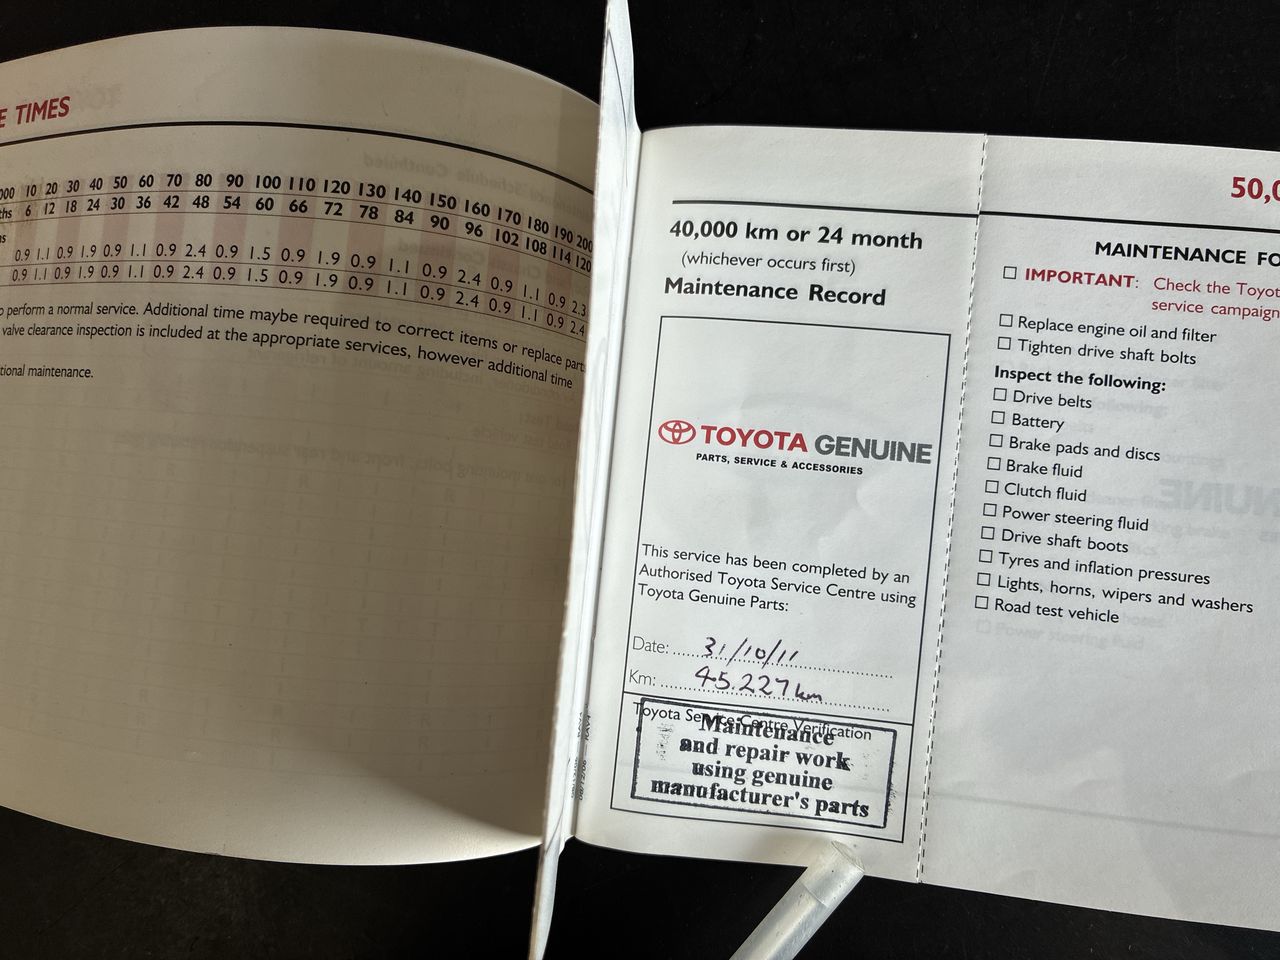 E TIMES
000 10 20 30 40 50 60 70 80 90 100 110 120 130 140 150 160 170 180 190 200
ths 6 12 18 24 30 36 42 48 54 60 66 72 78 84 90 96 102 108 114 120
ns
0.9 1.1 0.9 1.9 0.9 1.1 0.9 2.4 0.9 1.5 0.9 1.9 0.9 1.1 0.9 2.4 0.9 1.1 0.9 2.3
0.9 1.1 0.9 1.9 0.9 1.1 0.9 2.4 0.9 1.5 0.9 1.9 0.9 1.1 0.9 2.4 0.9 1.1 0.9 2.4
o perform a normal service. Additional time maybe required to correct items or replace part
valve clearance inspection is included at the appropriate services, however additional time
tional maintenance.
40,000 km or 24 month
(whichever occurs first)
Maintenance Record
TOYOTA GENUINE
PARTS, SERVICE & ACCESSORIES
This service has been completed by an
Authorised Toyota Service Centre using
Toyota Genuine Parts:
Date: 31/10/11
Km: 45.227 km
Toyota Service Centre Verification
Maintenance
and repair work
using genuine
manufacturer's parts
50,0
MAINTENANCE FO
IMPORTANT: Check the Toyot
service campaign
Replace engine oil and filter
Tighten drive shaft bolts
Inspect the following:
Drive belts
Battery
Brake pads and discs
Brake fluid
Clutch fluid
Power steering fluid
Drive shaft boots
Tyres and inflation pressures
Lights, horns, wipers and washers
Road test vehicle